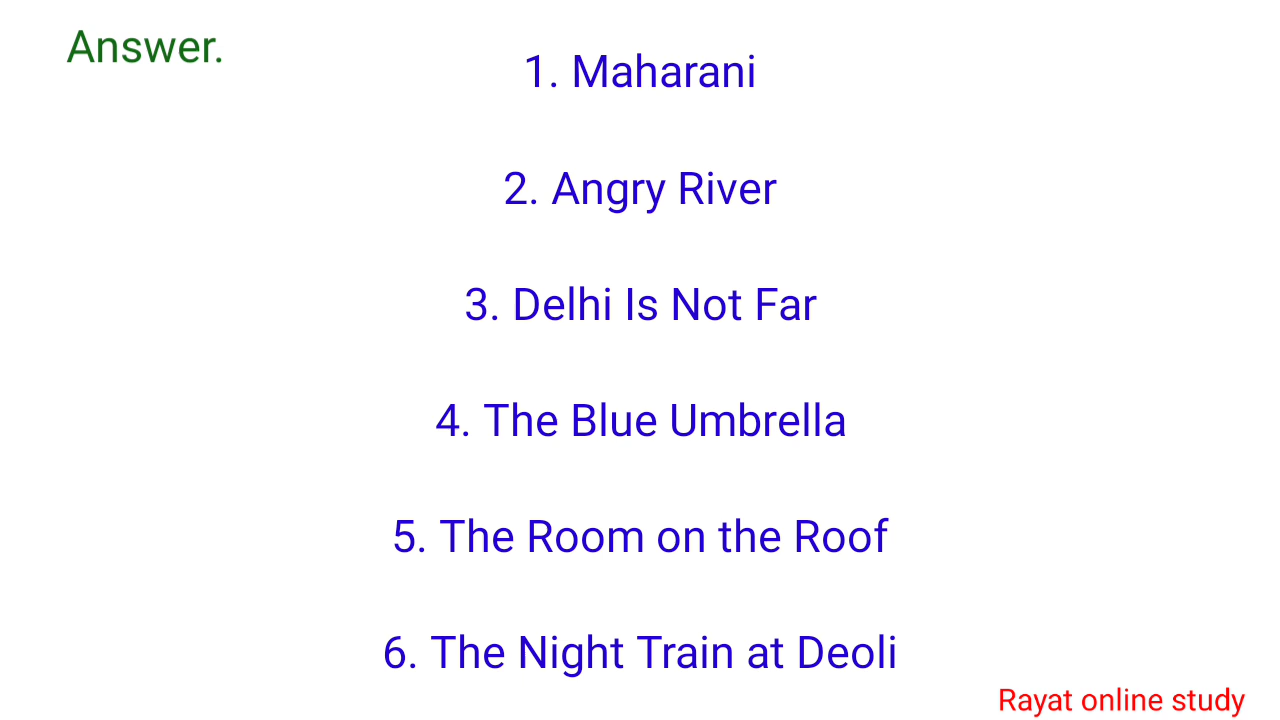 Answer.
1. Maharani
2. Angry River
3. Delhi Is Not Far
4. The Blue Umbrella
5. The Room on the Roof
6. The Night Train at Deoli
Rayat online study